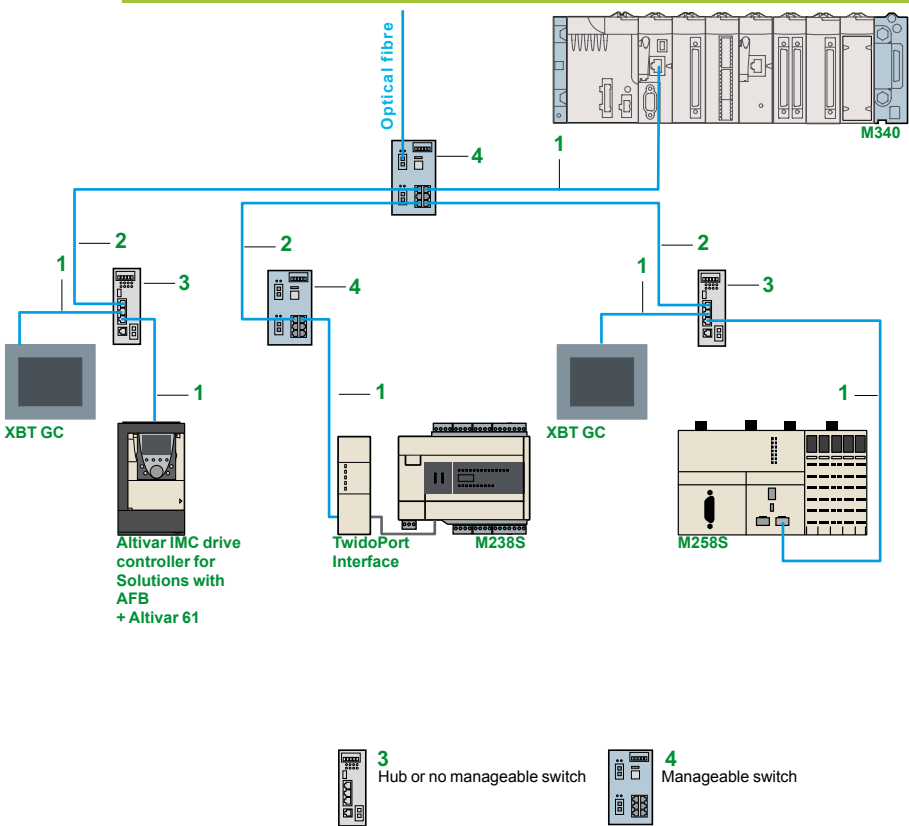 Optical fibre
M340
4
1
2
2
2
1
3
4
1
3
1
1
1
XBT GC
XBT GC
Altivar IMC drive
controller for
Solutions with
AFB
+ Altivar 61
TwidoPort
Interface
M238S
M258S
3
Hub or no manageable switch
4
Manageable switch